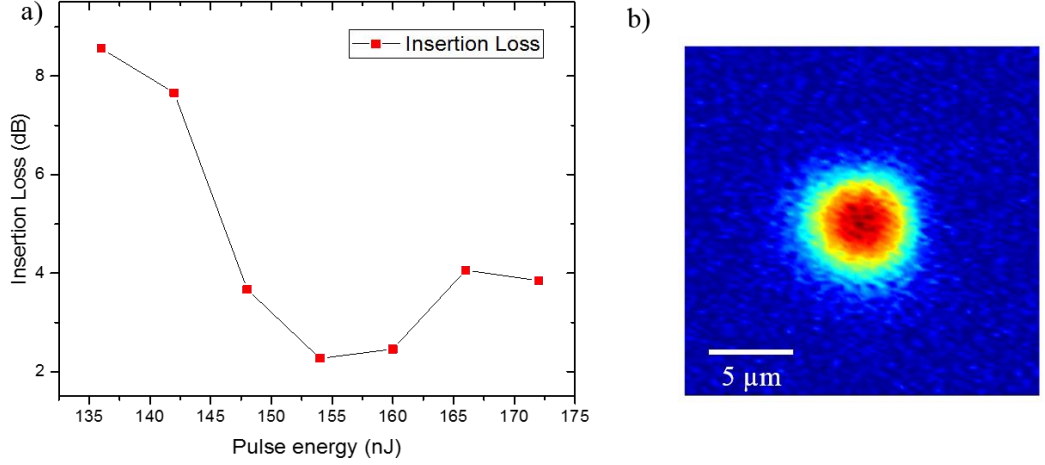 a)
b)
Insertion Loss
Insertion Loss (dB)
8
6
4
2
135 140 145 150 155 160 165 170 175
Pulse energy (nJ)
5 µm